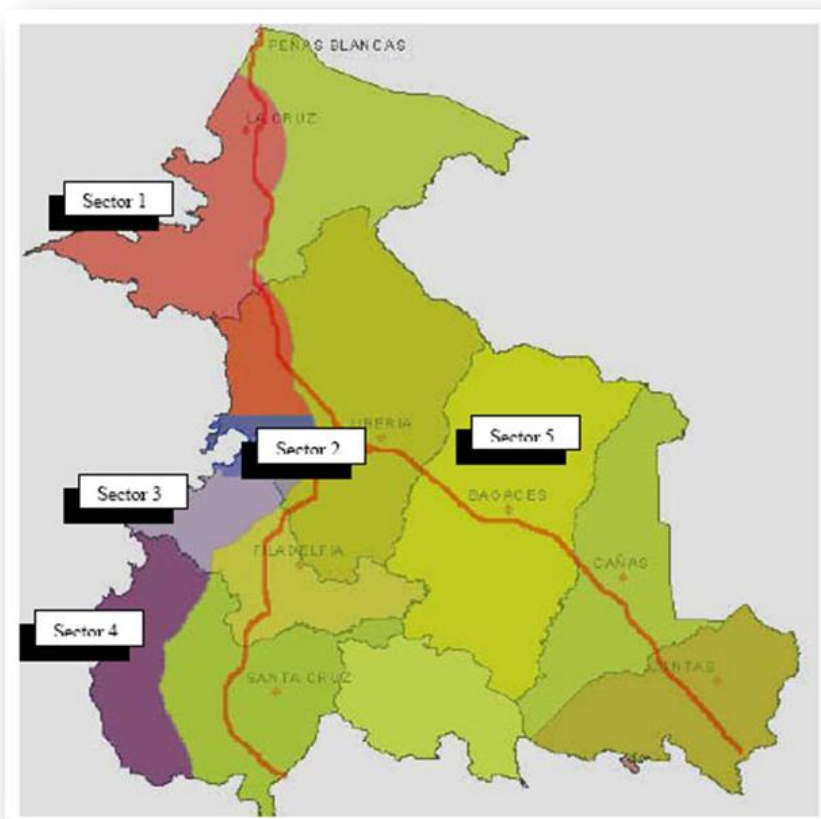 PEÑAS BLANCAS
LA CRUZ
Sector 1
LIBERIA
Sector 2
Sector 5
Sector 3
BAGACES
FILADELFIA
CAÑAS
Sector 4
SANTA CRUZ